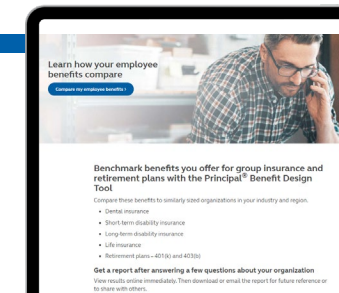 Learn how your employee
benefits compare
Compare my employee benefits ›
Benchmark benefits you offer for group insurance and
retirement plans with the Principal® Benefit Design
Tool
Compare these benefits to similarly sized organizations in your industry and region.
• Dental insurance
• Short-term disability insurance
• Long-term disability insurance
• Life insurance
• Retirement plans – 401(k) and 403(b)
Get a report after answering a few questions about your organization
View results online immediately. Then download or email the report for future reference or
to share with others.